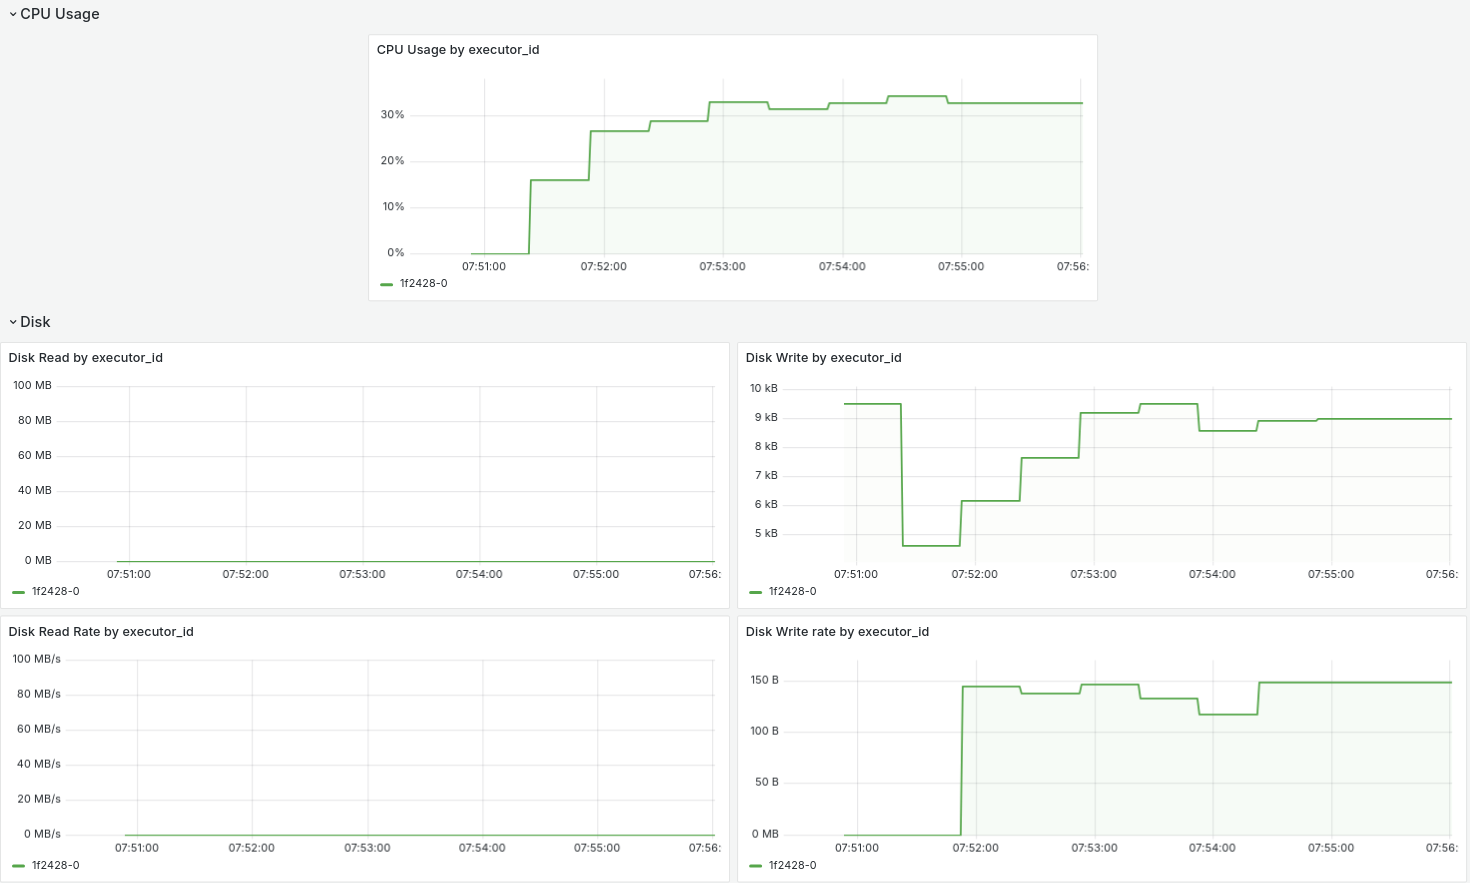 CPU Usage
CPU Usage by executor_id
30%
20%
10%
0%
07:51:00 07:52:00 07:53:00 07:54:00 07:55:00 07:56:
1f2428-0
Disk
Disk Read by executor_id
100 MB
80 MB
60 MB
40 MB
20 MB
0 MB
07:51:00 07:52:00 07:53:00 07:54:00 07:55:00 07:56:
1f2428-0
Disk Write by executor_id
10 kB
9 kB
8 kB
7 kB
6 kB
5 kB
07:51:00 07:52:00 07:53:00 07:54:00 07:55:00 07:56:
1f2428-0
Disk Read Rate by executor_id
100 MB/s
80 MB/s
60 MB/s
40 MB/s
20 MB/s
0 MB/s
07:51:00 07:52:00 07:53:00 07:54:00 07:55:00 07:56:
1f2428-0
Disk Write rate by executor_id
150 B
100 B
50 B
0 MB
07:51:00 07:52:00 07:53:00 07:54:00 07:55:00 07:56:
1f2428-0